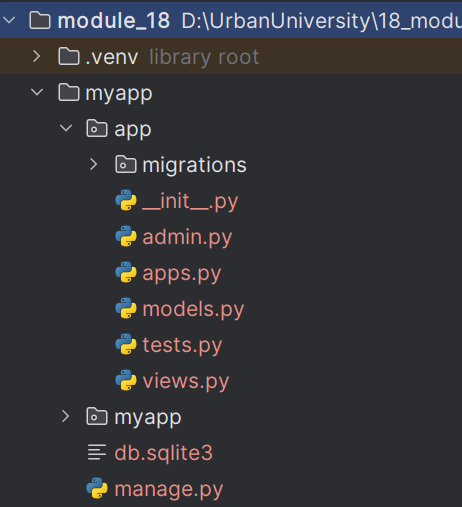 module_18 D:\UrbanUniversity\18_modu
.venv library root
myapp
app
migrations
__init__.py
admin.py
apps.py
models.py
tests.py
views.py
myapp
db.sqlite3
manage.py